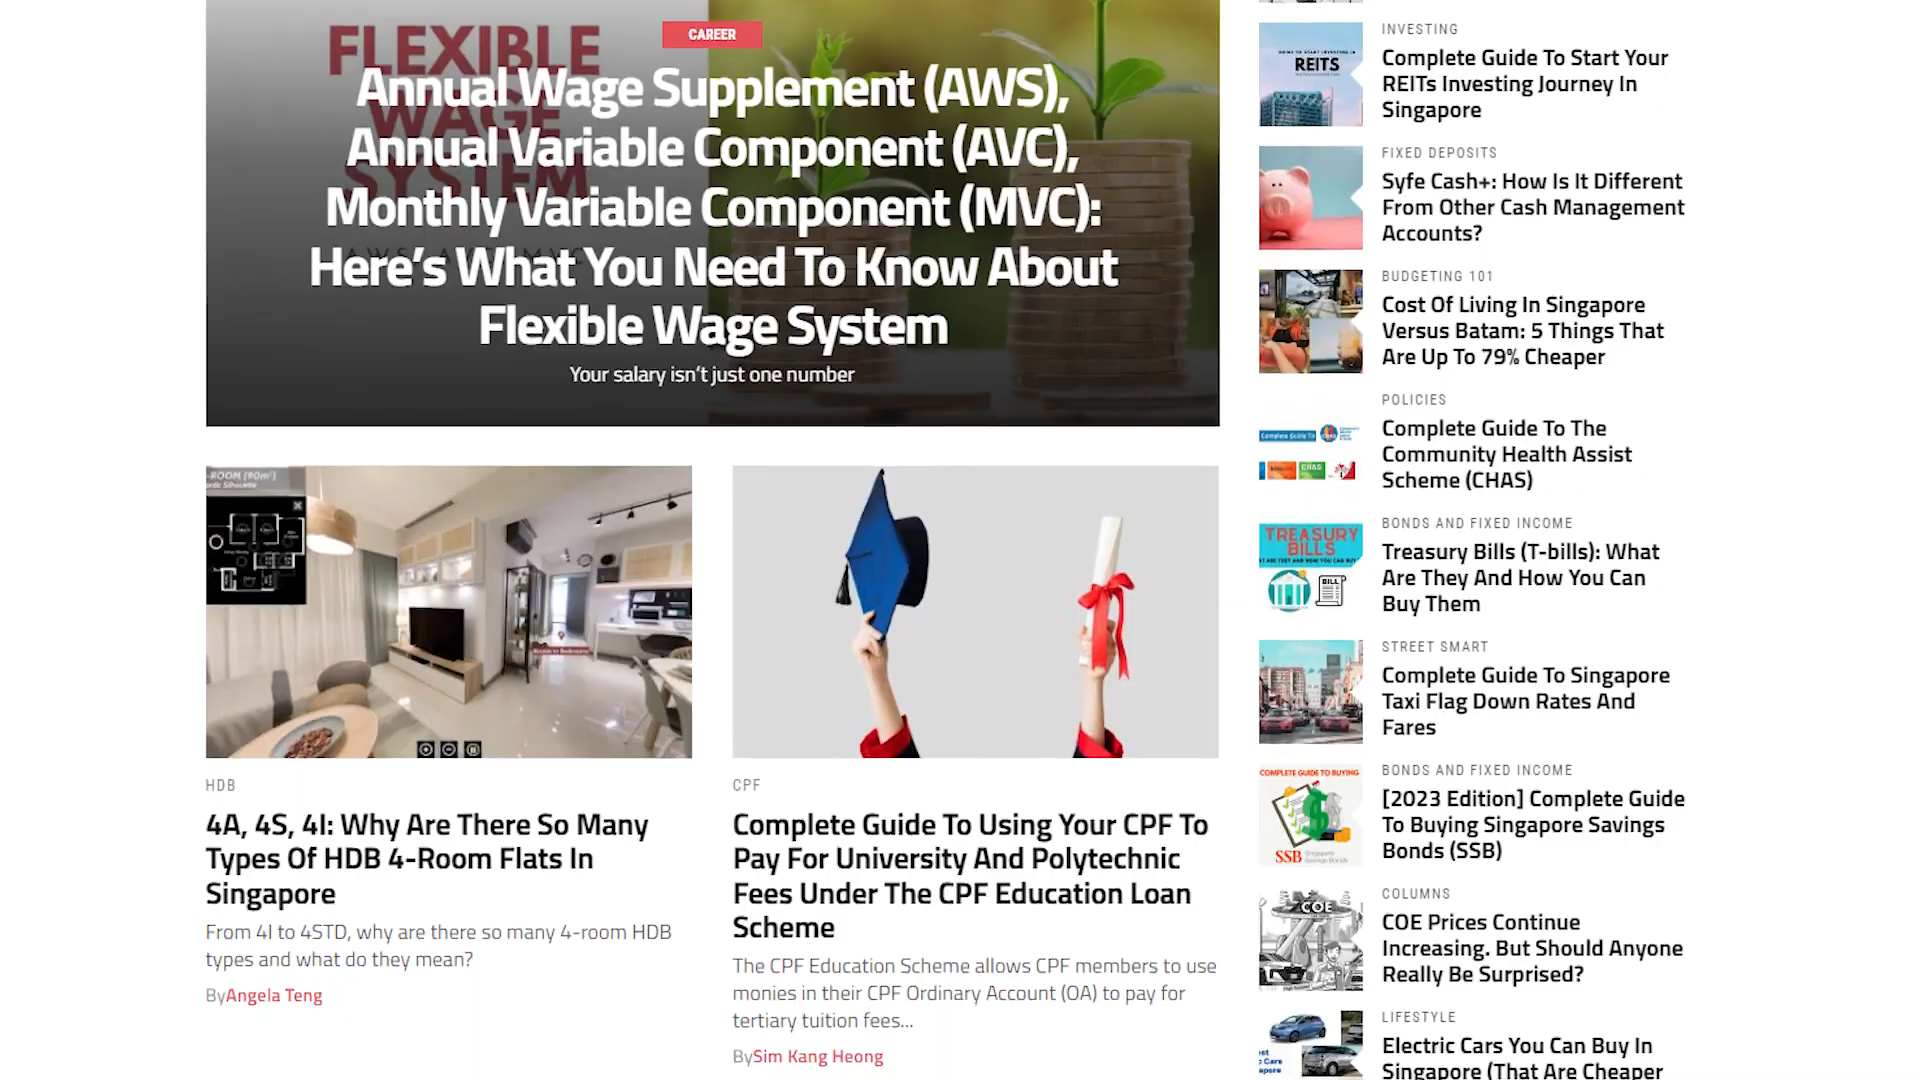 FLEXIBLE
WAGE
SYSTEM
CAREER
Annual Wage Supplement (AWS),
Annual Variable Component (AVC),
Monthly Variable Component (MVC):
Here’s What You Need To Know About
Flexible Wage System
Your salary isn’t just one number
HDB
4A, 4S, 4I: Why Are There So Many
Types Of HDB 4-Room Flats In
Singapore
From 4I to 4STD, why are there so many 4-room HDB
types and what do they mean?
ByAngela Teng
CPF
Complete Guide To Using Your CPF To
Pay For University And Polytechnic
Fees Under The CPF Education Loan
Scheme
The CPF Education Scheme allows CPF members to use
monies in their CPF Ordinary Account (OA) to pay for
tertiary tuition fees...
BySim Kang Heong
REITS
INVESTING
Complete Guide To Start Your
REITs Investing Journey In
Singapore
FIXED DEPOSITS
Syfe Cash+: How Is It Different
From Other Cash Management
Accounts?
BUDGETING 101
Cost Of Living In Singapore
Versus Batam: 5 Things That
Are Up To 79% Cheaper
Complete Guide To
CHAS
POLICIES
Complete Guide To The
Community Health Assist
Scheme (CHAS)
TREASURY
BILLS
BILL
BONDS AND FIXED INCOME
Treasury Bills (T-bills): What
Are They And How You Can
Buy Them
STREET SMART
Complete Guide To Singapore
Taxi Flag Down Rates And
Fares
COMPLETE GUIDE TO BUYING
SSB
Singapore
Savings
Bonds
BONDS AND FIXED INCOME
[2023 Edition] Complete Guide
To Buying Singapore Savings
Bonds (SSB)
COE
COLUMNS
COE Prices Continue
Increasing. But Should Anyone
Really Be Surprised?
LIFESTYLE
Electric Cars You Can Buy In
Singapore (That Are Cheaper